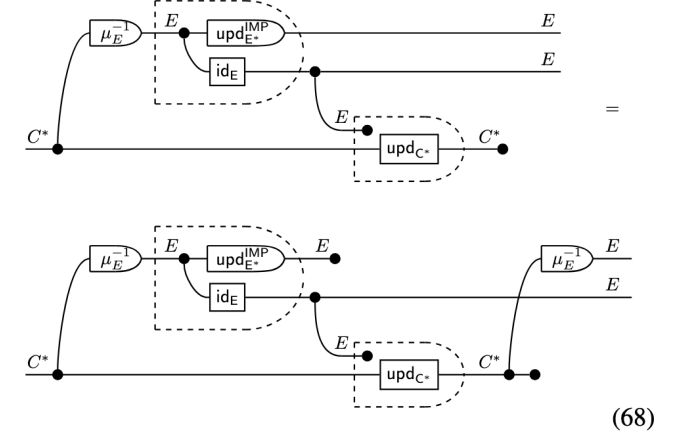 μ_E^{-1} E upd_{E*}^{IMP} E
id_E E
E
C* upd_{C*} C*
=
μ_E^{-1} E upd_{E*}^{IMP} E μ_E^{-1} E
id_E E
E
C* upd_{C*} C*
(68)